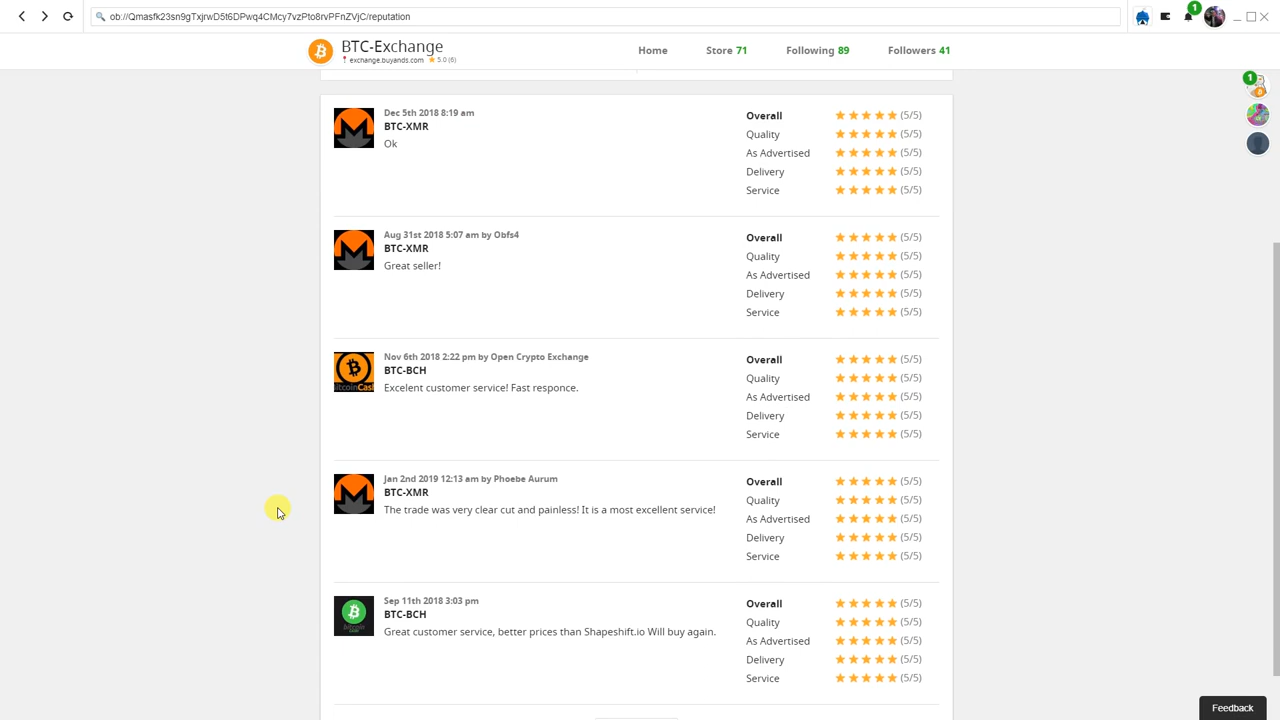 ob://Qmasfk23sn9gTxjrwD5t6DPwq4CMcy7vzPto8rvPFnZVjC/reputation
1
BTC-Exchange
exchange.buyands.com ★ 5.0 (6)
Home Store 71 Following 89 Followers 41
1
Dec 5th 2018 8:19 am
BTC-XMR
Ok
Overall ★★★★★ (5/5)
Quality ★★★★★ (5/5)
As Advertised ★★★★★ (5/5)
Delivery ★★★★★ (5/5)
Service ★★★★★ (5/5)
Aug 31st 2018 5:07 am by Obfs4
BTC-XMR
Great seller!
Overall ★★★★★ (5/5)
Quality ★★★★★ (5/5)
As Advertised ★★★★★ (5/5)
Delivery ★★★★★ (5/5)
Service ★★★★★ (5/5)
Nov 6th 2018 2:22 pm by Open Crypto Exchange
BTC-BCH
Excelent customer service! Fast responce.
Overall ★★★★★ (5/5)
Quality ★★★★★ (5/5)
As Advertised ★★★★★ (5/5)
Delivery ★★★★★ (5/5)
Service ★★★★★ (5/5)
Jan 2nd 2019 12:13 am by Phoebe Aurum
BTC-XMR
The trade was very clear cut and painless! It is a most excellent service!
Overall ★★★★★ (5/5)
Quality ★★★★★ (5/5)
As Advertised ★★★★★ (5/5)
Delivery ★★★★★ (5/5)
Service ★★★★★ (5/5)
Sep 11th 2018 3:03 pm
BTC-BCH
Great customer service, better prices than Shapeshift.io Will buy again.
Overall ★★★★★ (5/5)
Quality ★★★★★ (5/5)
As Advertised ★★★★★ (5/5)
Delivery ★★★★★ (5/5)
Service ★★★★★ (5/5)
Feedback